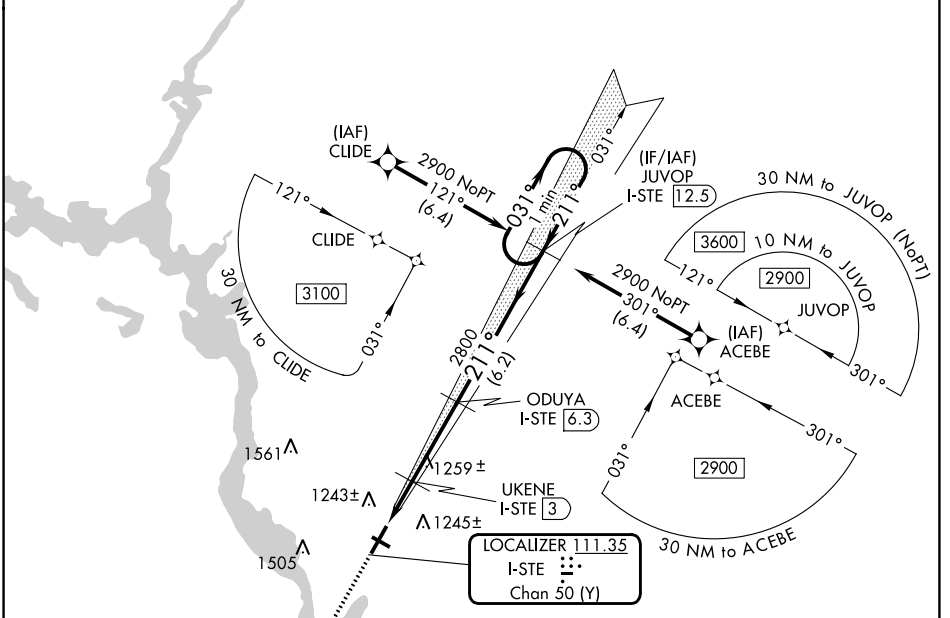 (IAF)
CLIDE
2900 NoPT
121°
(6.4)
031°
1 min
211°
031°
(IF/IAF)
JUVOP
I-STE 12.5
30 NM to JUVOP (NoPT)
3600
10 NM to JUVOP
2900
121°
JUVOP
301°
121°
CLIDE
3100
031°
30 NM to CLIDE
2900 NoPT
301°
(6.4)
(IAF)
ACEBE
2800
211°
(6.2)
ODUYA
I-STE 6.3
ACEBE
301°
031°
2900
30 NM to ACEBE
1561
1259 ±
1243±
UKENE
I-STE 3
1245±
1505
LOCALIZER 111.35
I-STE
Chan 50 (Y)